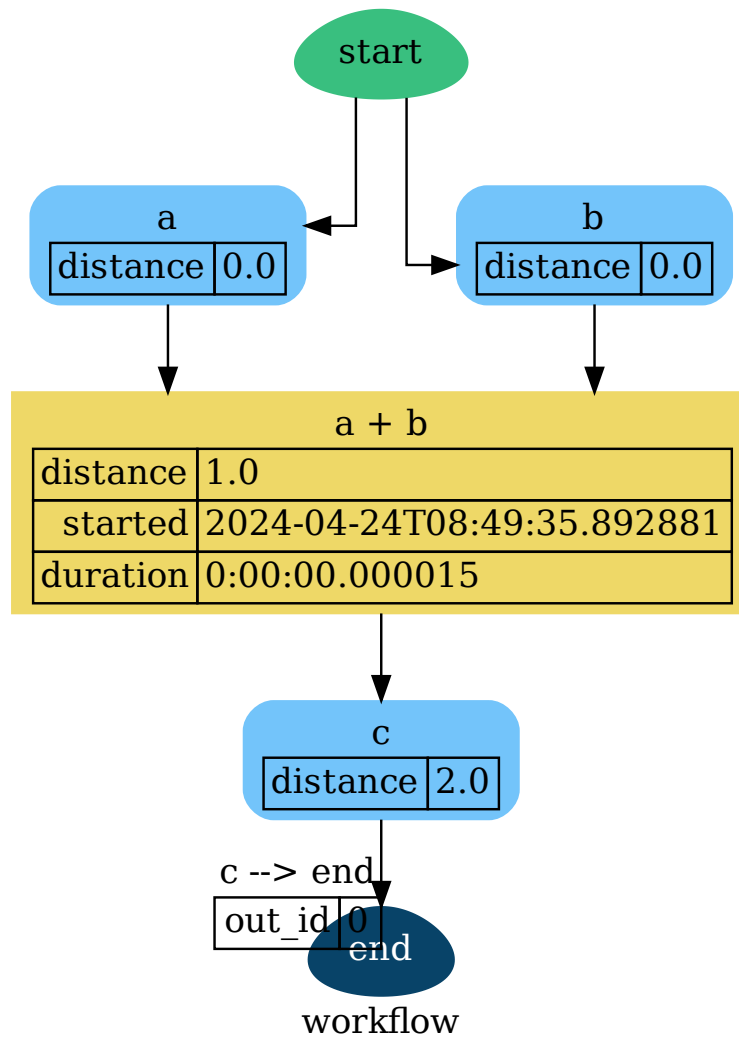 start
a
distance 0.0
b
distance 0.0
a + b
distance 1.0
started 2024-04-24T08:49:35.892881
duration 0:00:00.000015
c
distance 2.0
c --> end
out_id 0
end
workflow